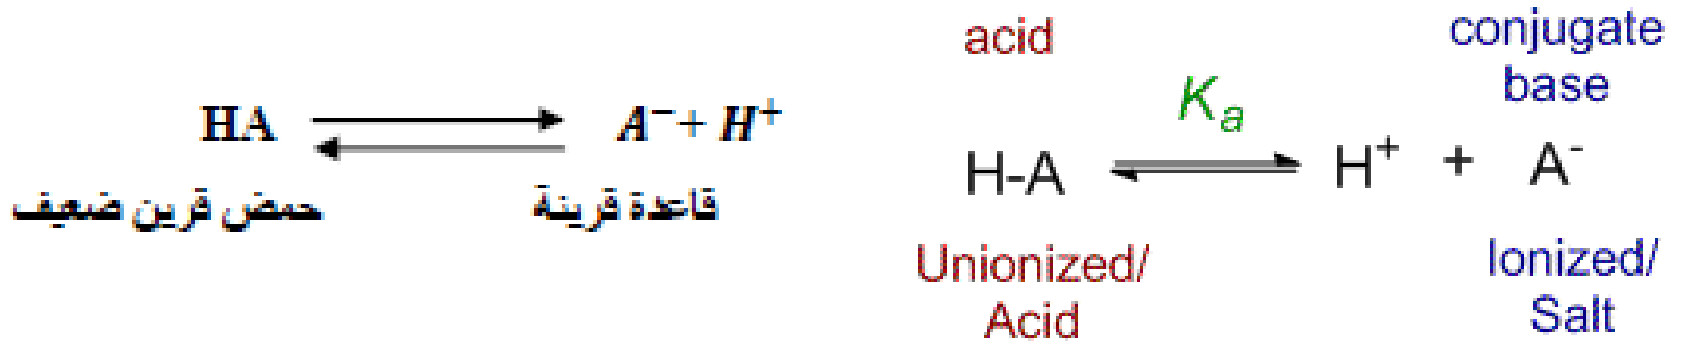 HA A⁻+ H⁺
حمض قرين ضعيف قاعدة قرينة
acid
conjugate
base
Kₐ
H-A H⁺ + A⁻
Unionized/
Acid
Ionized/
Salt